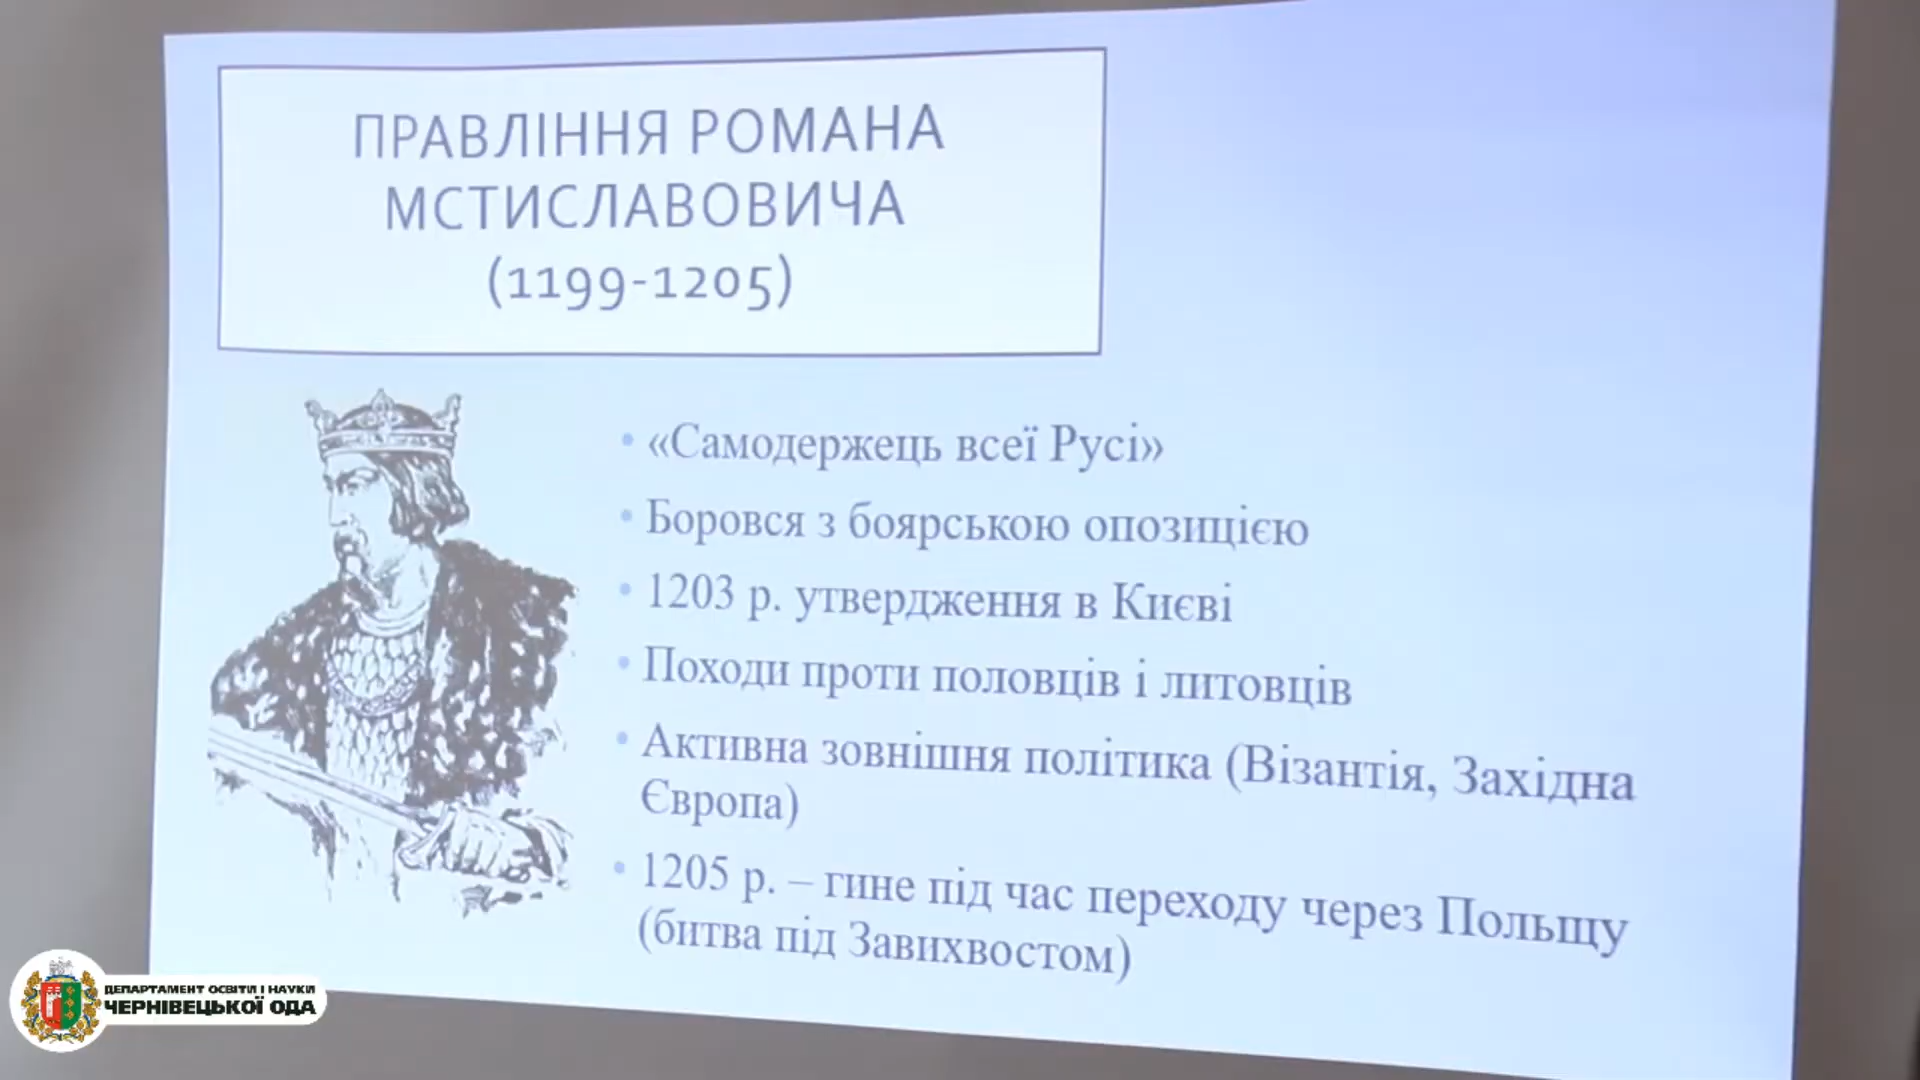 ПРАВЛІННЯ РОМАНА
МСТИСЛАВОВИЧА
(1199-1205)
• «Самодержець всеї Русі»
• Боровся з боярською опозицією
• 1203 р. утвердження в Києві
• Походи проти половців і литовців
• Активна зовнішня політика (Візантія, Західна
Європа)
• 1205 р. – гине під час переходу через Польщу
(битва під Завихвостом)
ДЕПАРТАМЕНТ ОСВІТИ І НАУКИ
ЧЕРНІВЕЦЬКОЇ ОДА